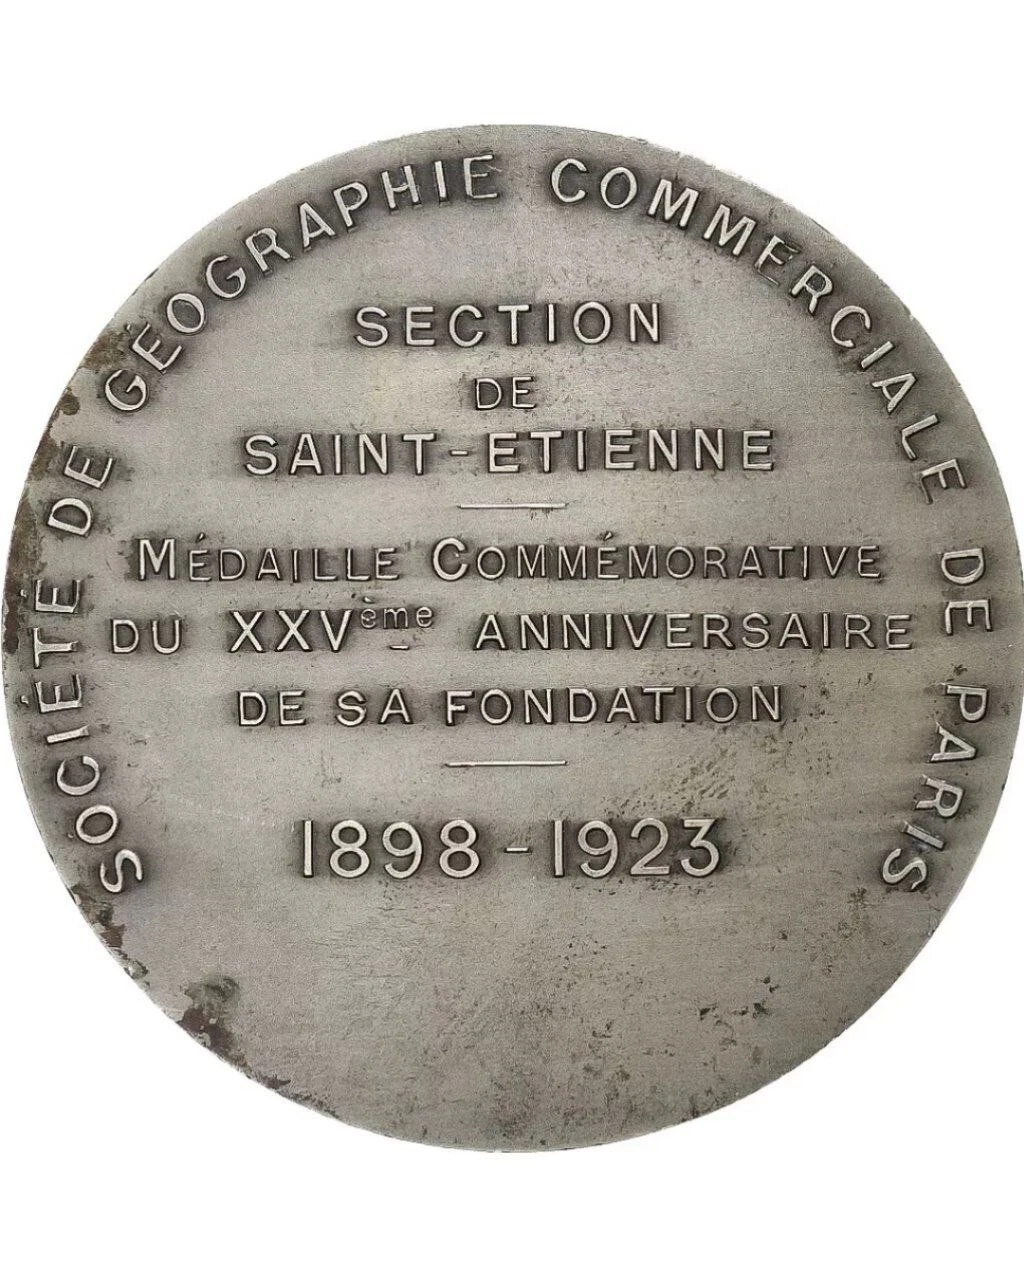 SOCIÉTÉ DE GÉOGRAPHIE COMMERCIALE DE PARIS
SECTION
DE
SAINT-ETIENNE
MÉDAILLE COMMÉMORATIVE
DU XXVème ANNIVERSAIRE
DE SA FONDATION
1898-1923